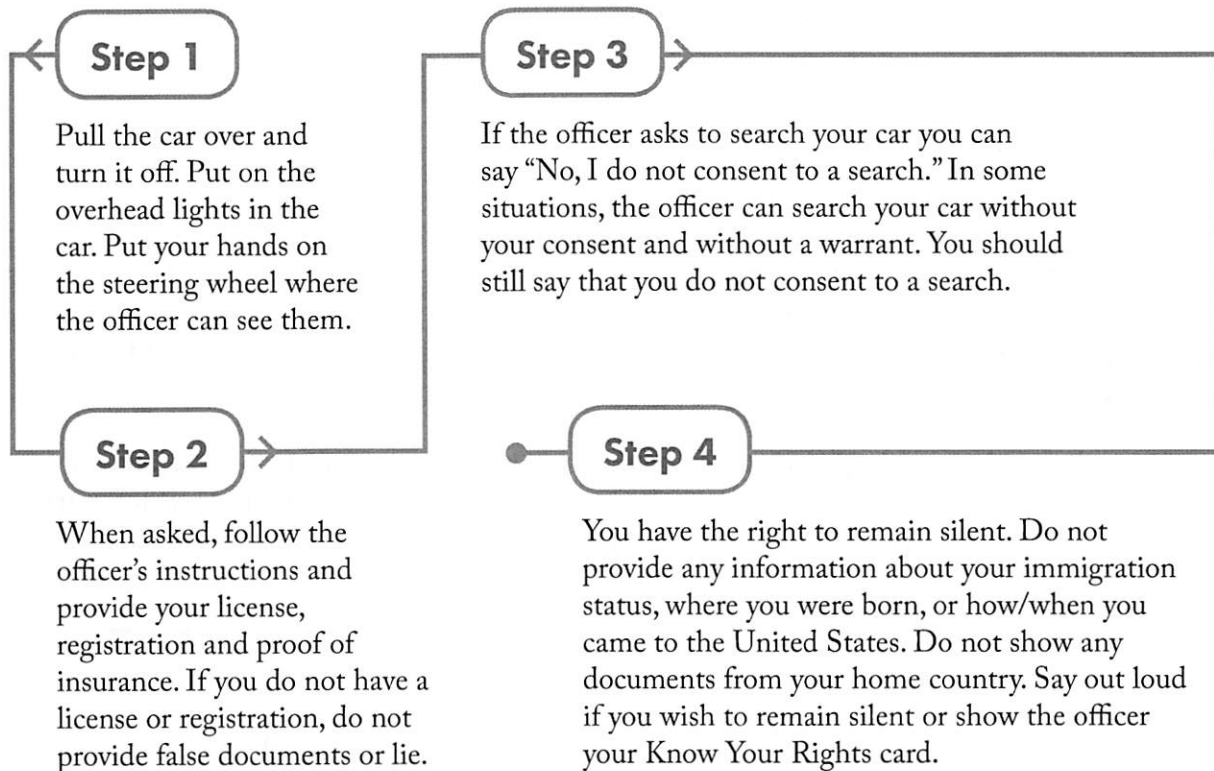 Step 1
Pull the car over and
turn it off. Put on the
overhead lights in the
car. Put your hands on
the steering wheel where
the officer can see them.
Step 2
When asked, follow the
officer’s instructions and
provide your license,
registration and proof of
insurance. If you do not have a
license or registration, do not
provide false documents or lie.
Step 3
If the officer asks to search your car you can
say “No, I do not consent to a search.” In some
situations, the officer can search your car without
your consent and without a warrant. You should
still say that you do not consent to a search.
Step 4
You have the right to remain silent. Do not
provide any information about your immigration
status, where you were born, or how/when you
came to the United States. Do not show any
documents from your home country. Say out loud
if you wish to remain silent or show the officer
your Know Your Rights card.